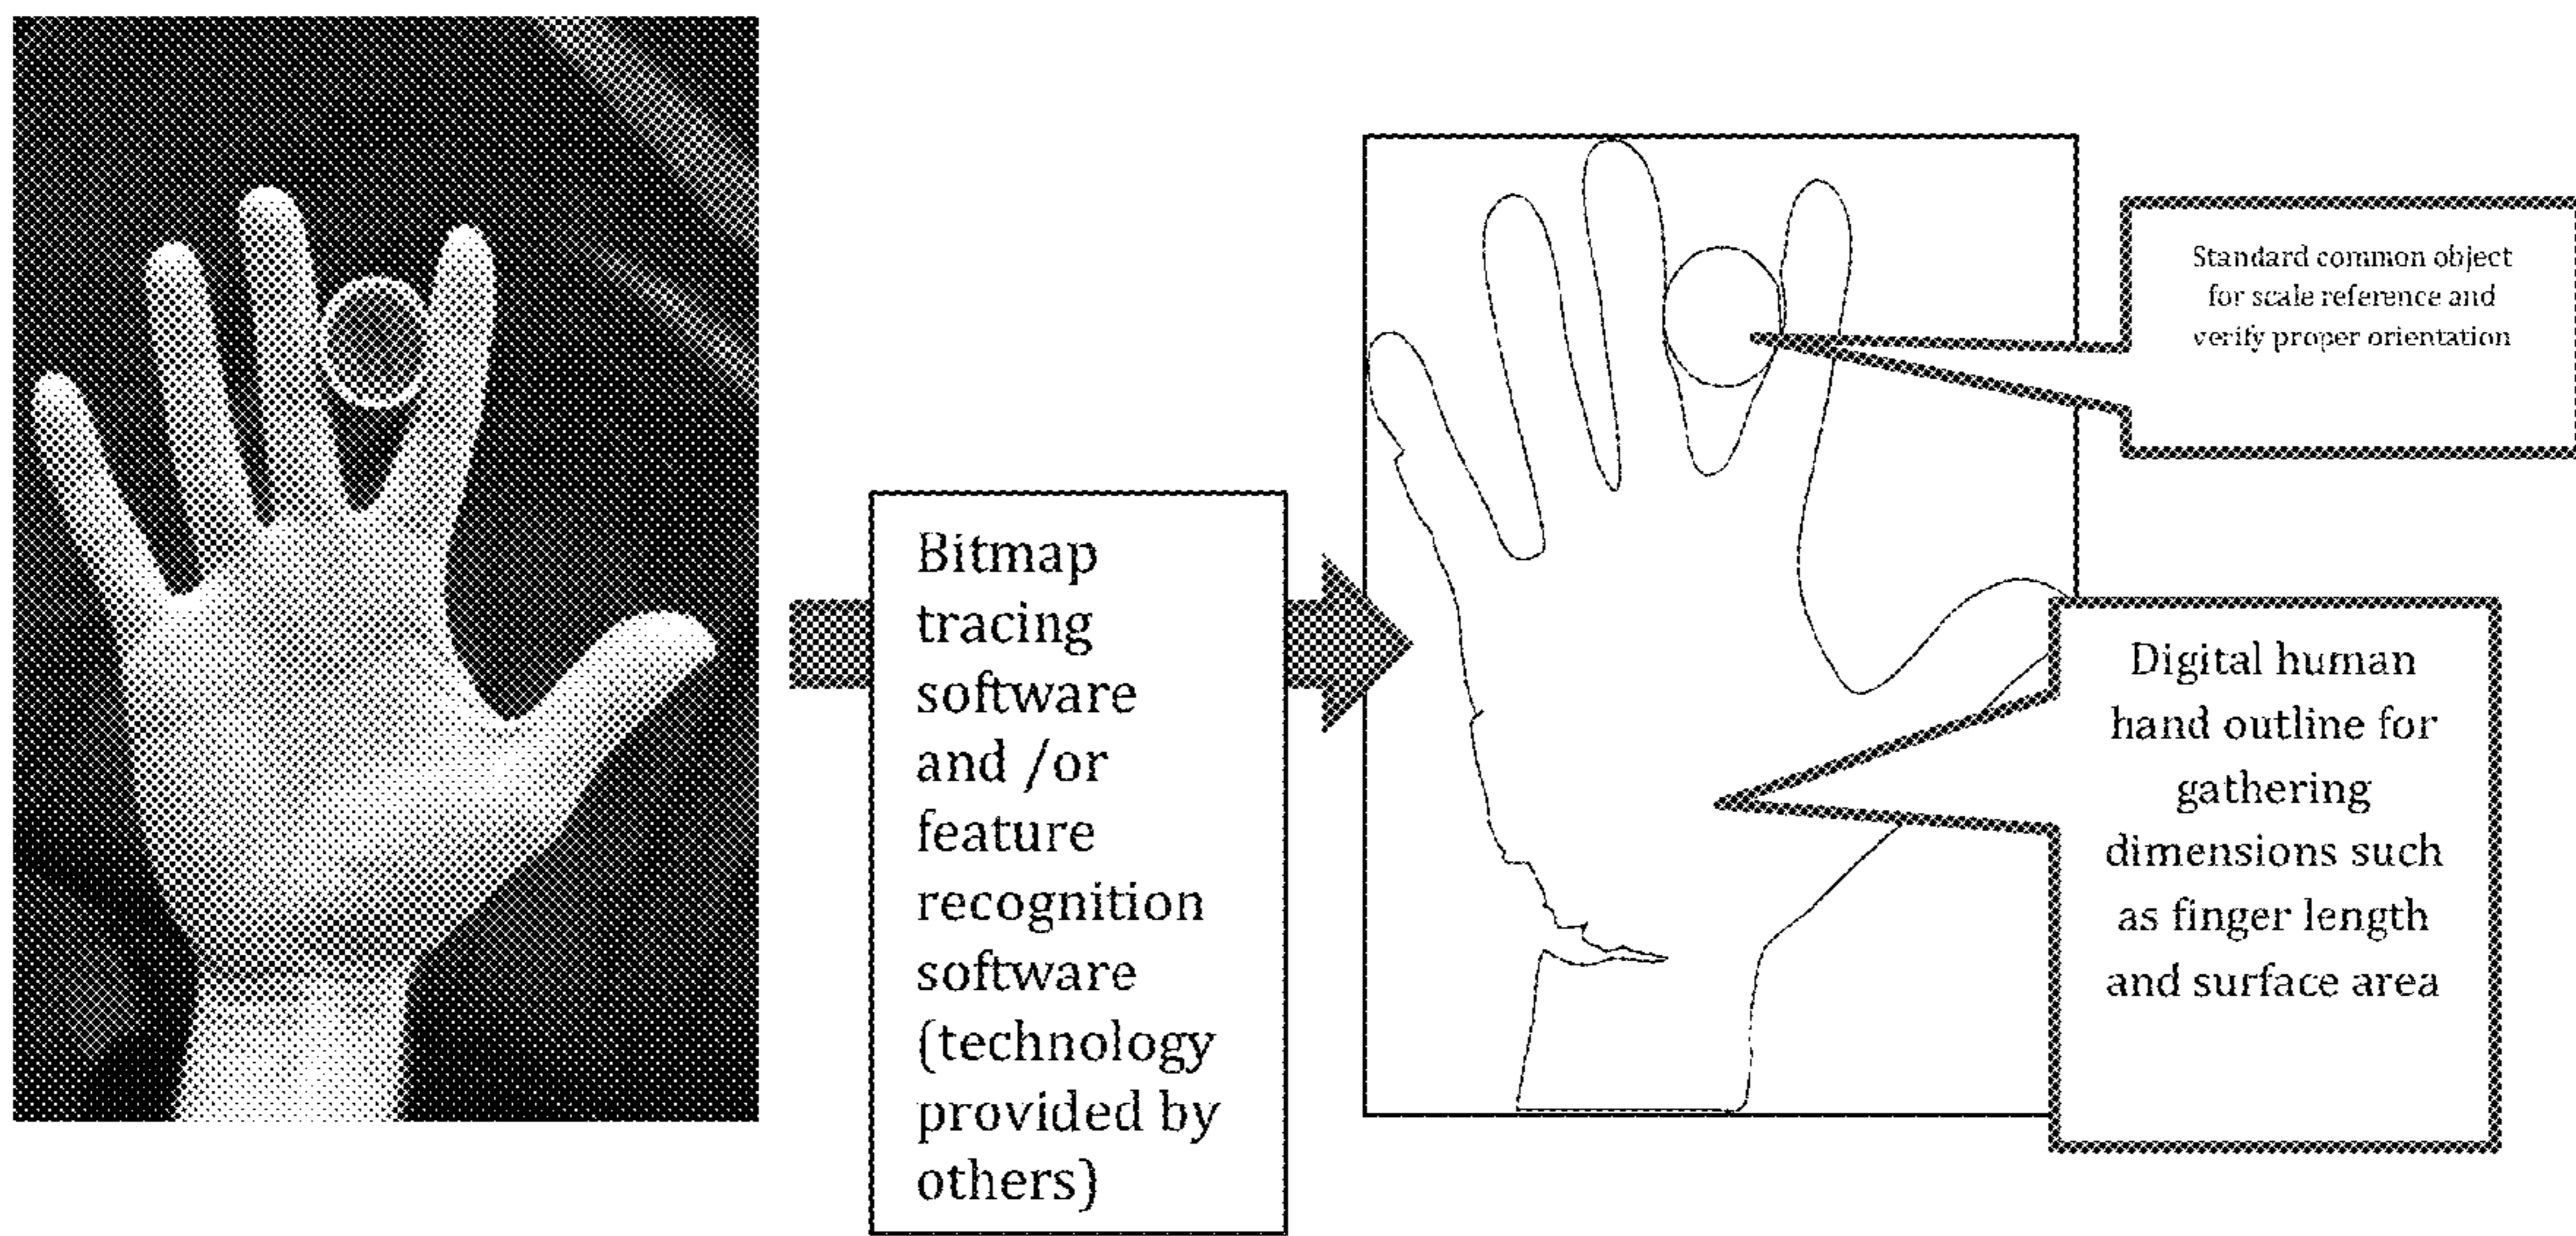 Bitmap
tracing
software
and /or
feature
recognition
software
(technology
provided by
others)
Standard common object
for scale reference and
verify proper orientation
Digital human
hand outline for
gathering
dimensions such
as finger length
and surface area